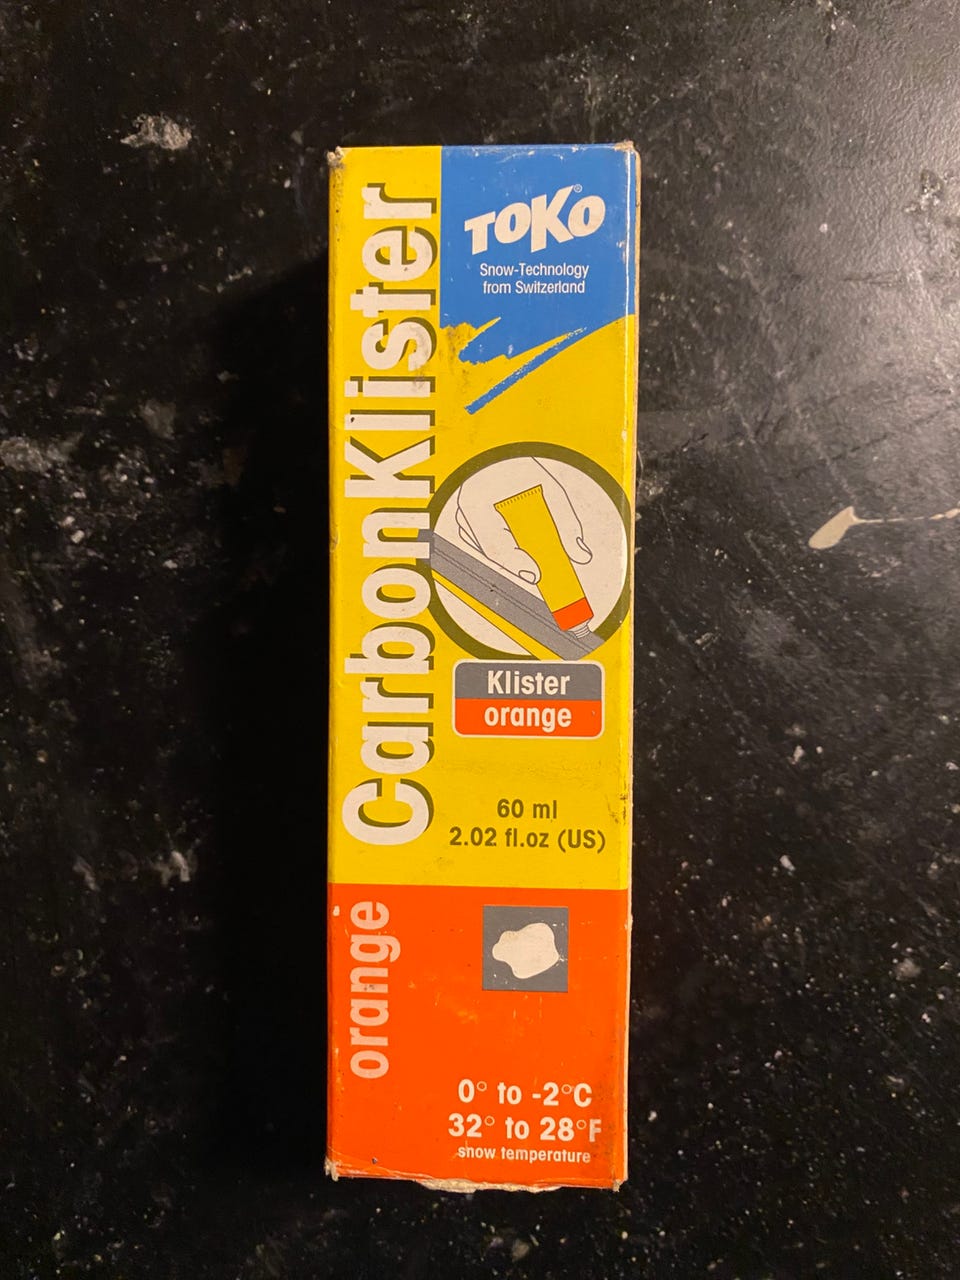 TOKO®
Snow-Technology
from Switzerland
CarbonKlister
Klister
orange
60 ml
2.02 fl.oz (US)
orange
0° to -2°C
32° to 28°F
snow temperature